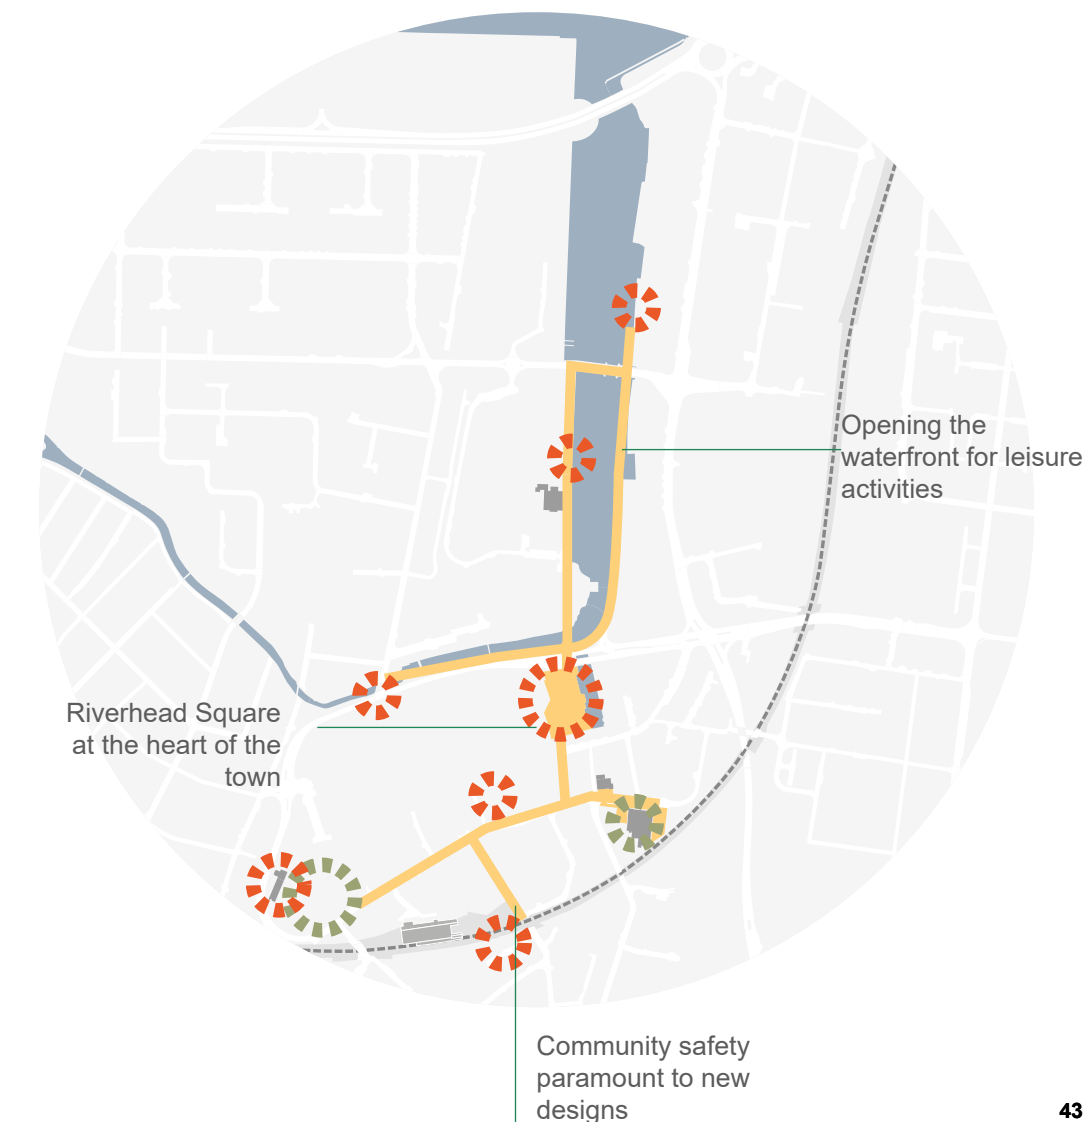 Opening the
waterfront for leisure
activities
Riverhead Square
at the heart of the
town
Community safety
paramount to new
designs
43